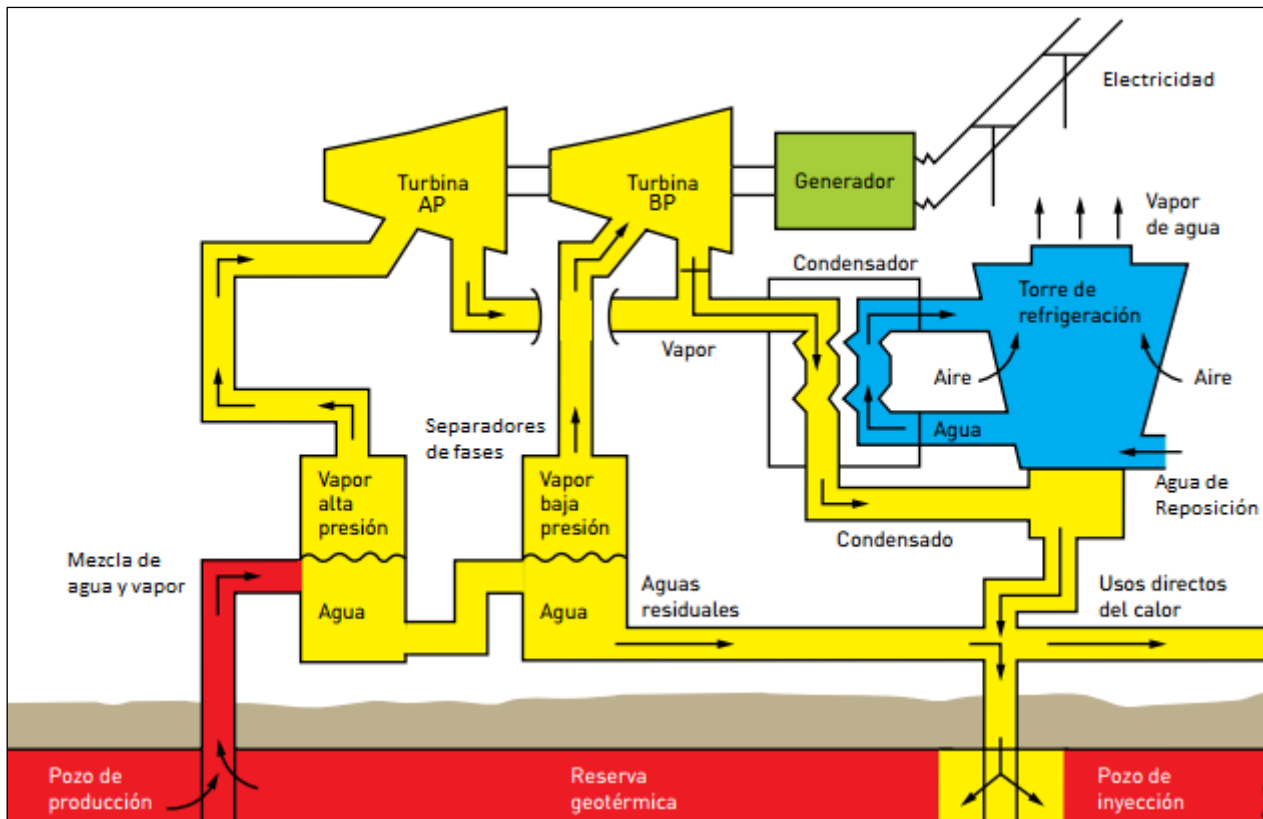 Electricidad
Turbina
AP
Turbina
BP
Generador
Vapor
de agua
Condensador
Torre de
refrigeración
Vapor
Aire
Aire
Agua
Separadores
de fases
Vapor
alta
presión
Vapor
baja
presión
Agua de
Reposición
Condensado
Mezcla de
agua y vapor
Agua
Agua
Aguas
residuales
Usos directos
del calor
Pozo de
producción
Reserva
geotérmica
Pozo de
inyección